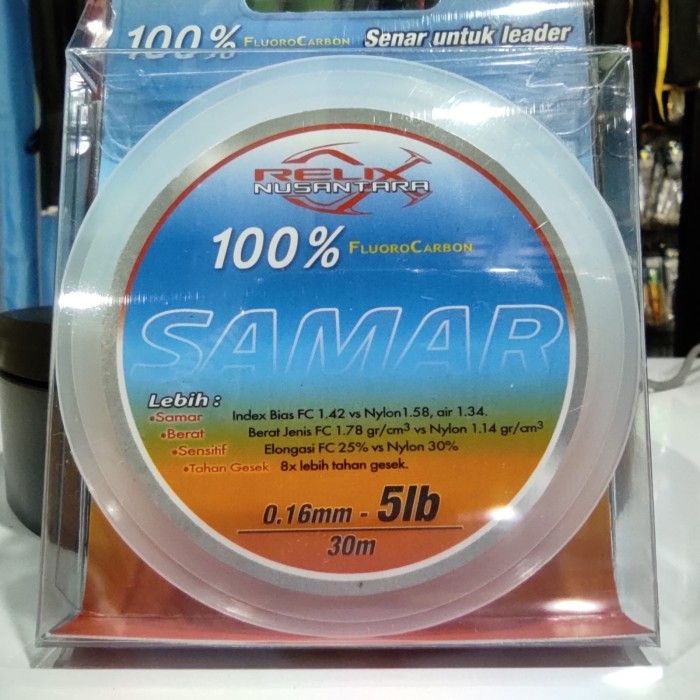 100% FLUOROCARBON Senar untuk leader
RELIX
NUSANTARA
100% FLUOROCARBON
SAMAR
Lebih :
•Samar Index Bias FC 1.42 vs Nylon1.58, air 1.34.
•Berat Berat Jenis FC 1.78 gr/cm³ vs Nylon 1.14 gr/cm³
•Sensitif Elongasi FC 25% vs Nylon 30%
•Tahan Gesek 8x lebih tahan gesek.
0.16mm - 5lb
30m